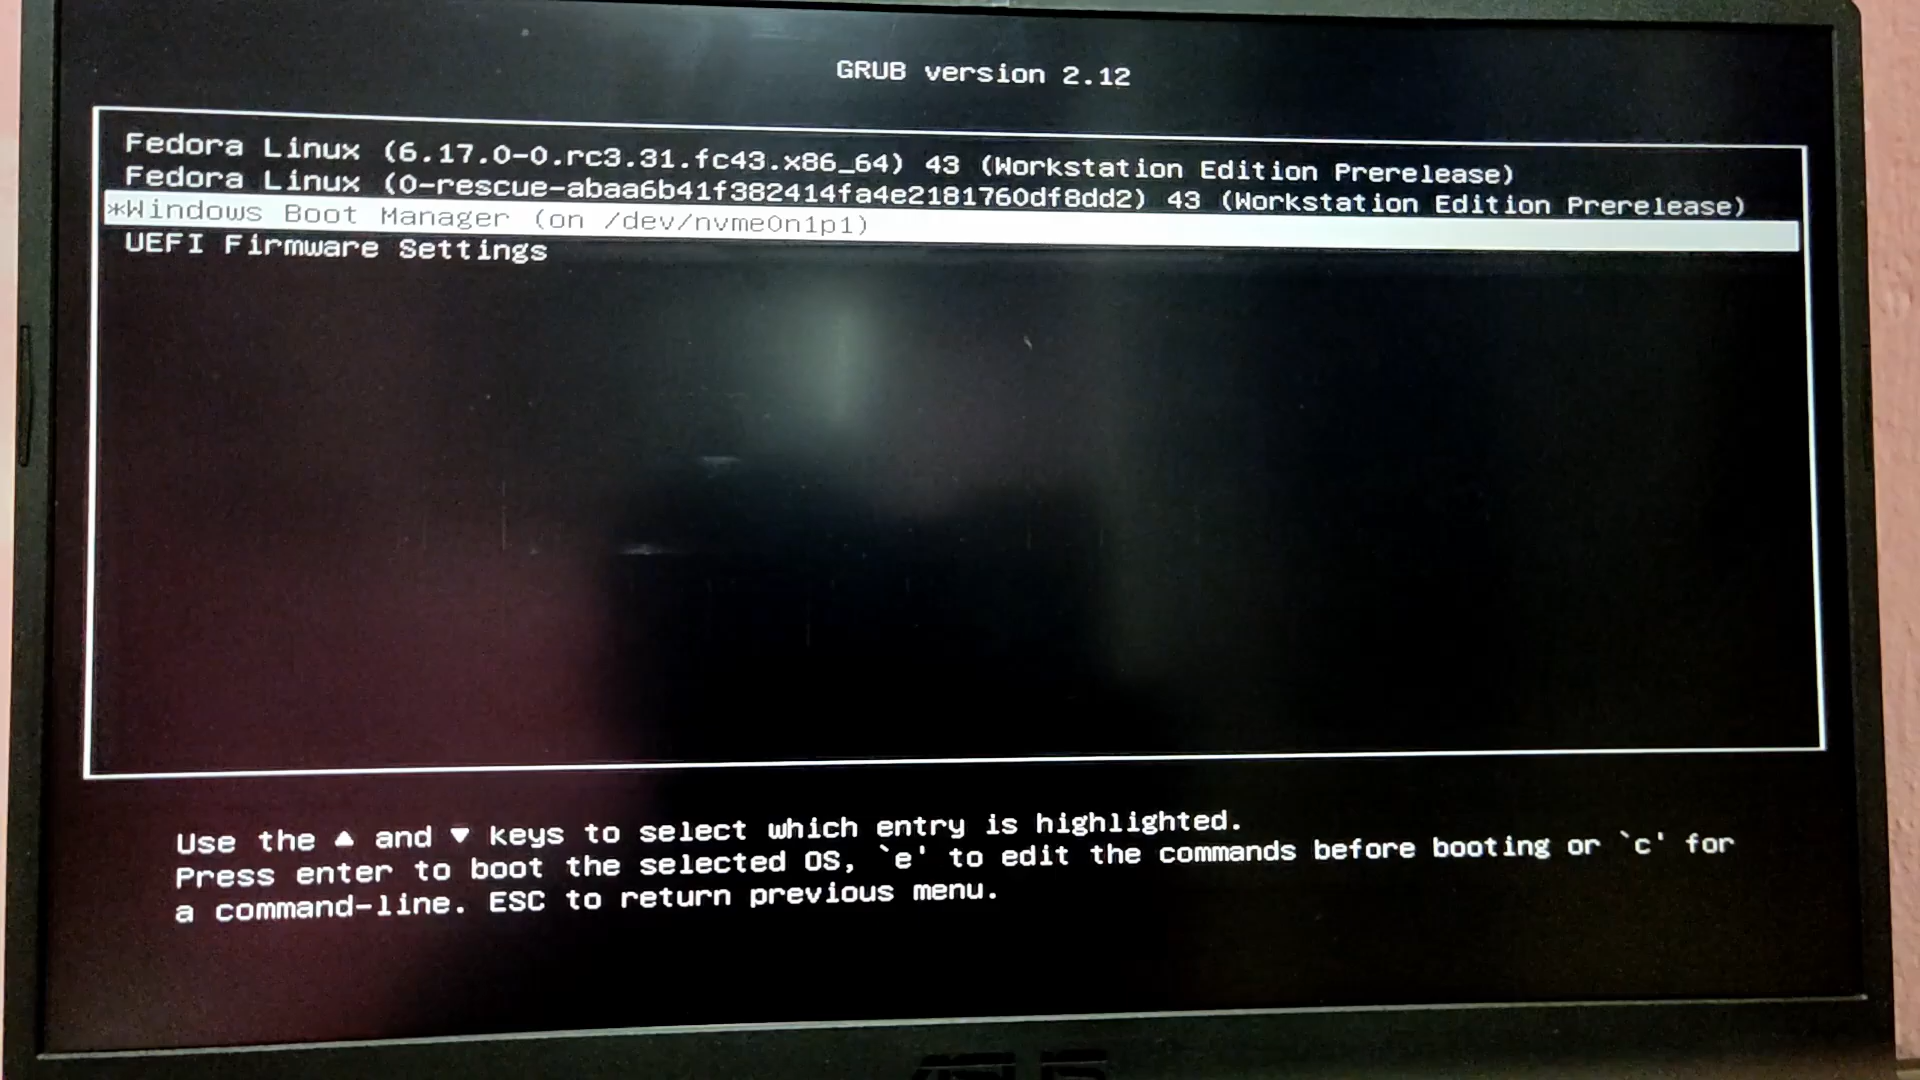 GRUB version 2.12
Fedora Linux (6.17.0-0.rc3.31.fc43.x86_64) 43 (Workstation Edition Prerelease)
Fedora Linux (0-rescue-abaa6b41f382414fa4e2181760df8dd2) 43 (Workstation Edition Prerelease)
*Windows Boot Manager (on /dev/nvme0n1p1)
UEFI Firmware Settings
Use the ▲ and ▼ keys to select which entry is highlighted.
Press enter to boot the selected OS, `e' to edit the commands before booting or `c' for
a command-line. ESC to return previous menu.